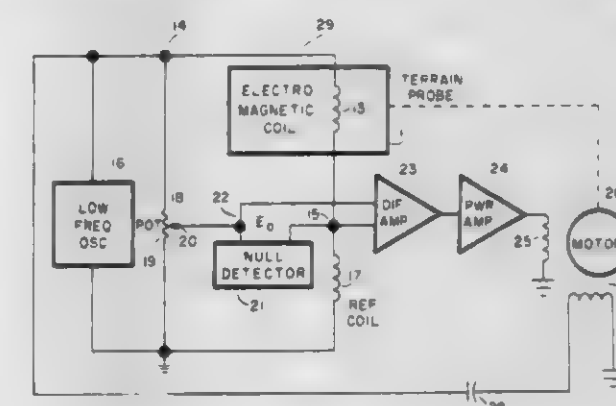 14
29
ELECTRO
MAGNETIC
COIL
13
TERRAIN
PROBE
16
18
22
E₀
15
23
24
DIF
AMP
PWR
AMP
LOW
FREQ
OSC
POT
20
19
NULL
DETECTOR
21
17
REF
COIL
25
MOTOR